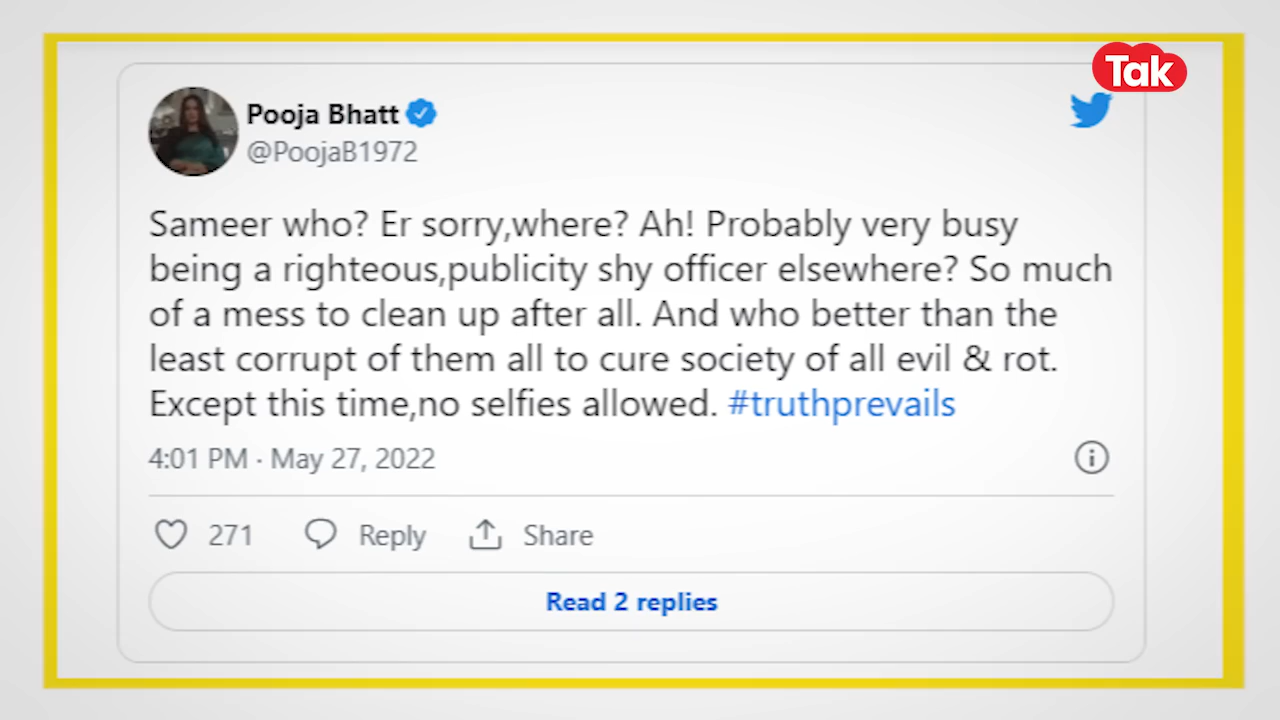 Tak
Pooja Bhatt
@PoojaB1972
Sameer who? Er sorry,where? Ah! Probably very busy
being a righteous,publicity shy officer elsewhere? So much
of a mess to clean up after all. And who better than the
least corrupt of them all to cure society of all evil & rot.
Except this time,no selfies allowed. #truthprevails
4:01 PM · May 27, 2022
271 Reply Share
Read 2 replies